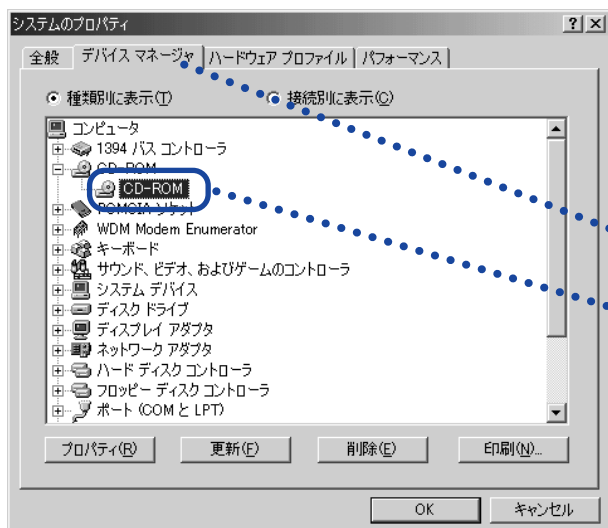 システムのプロパティ
全般 デバイス マネージャ ハードウェア プロファイル パフォーマンス
種類別に表示(T) 接続別に表示(C)
コンピュータ
1394 バス コントローラ
CD-ROM
CD-ROM
PCMCIA ソケット
WDM Modem Enumerator
キーボード
サウンド、ビデオ、およびゲームのコントローラ
システム デバイス
ディスク ドライブ
ディスプレイ アダプタ
ネットワーク アダプタ
ハード ディスク コントローラ
フロッピー ディスク コントローラ
ポート (COM と LPT)
プロパティ(R) 更新(F) 削除(E) 印刷(N)...
OK キャンセル